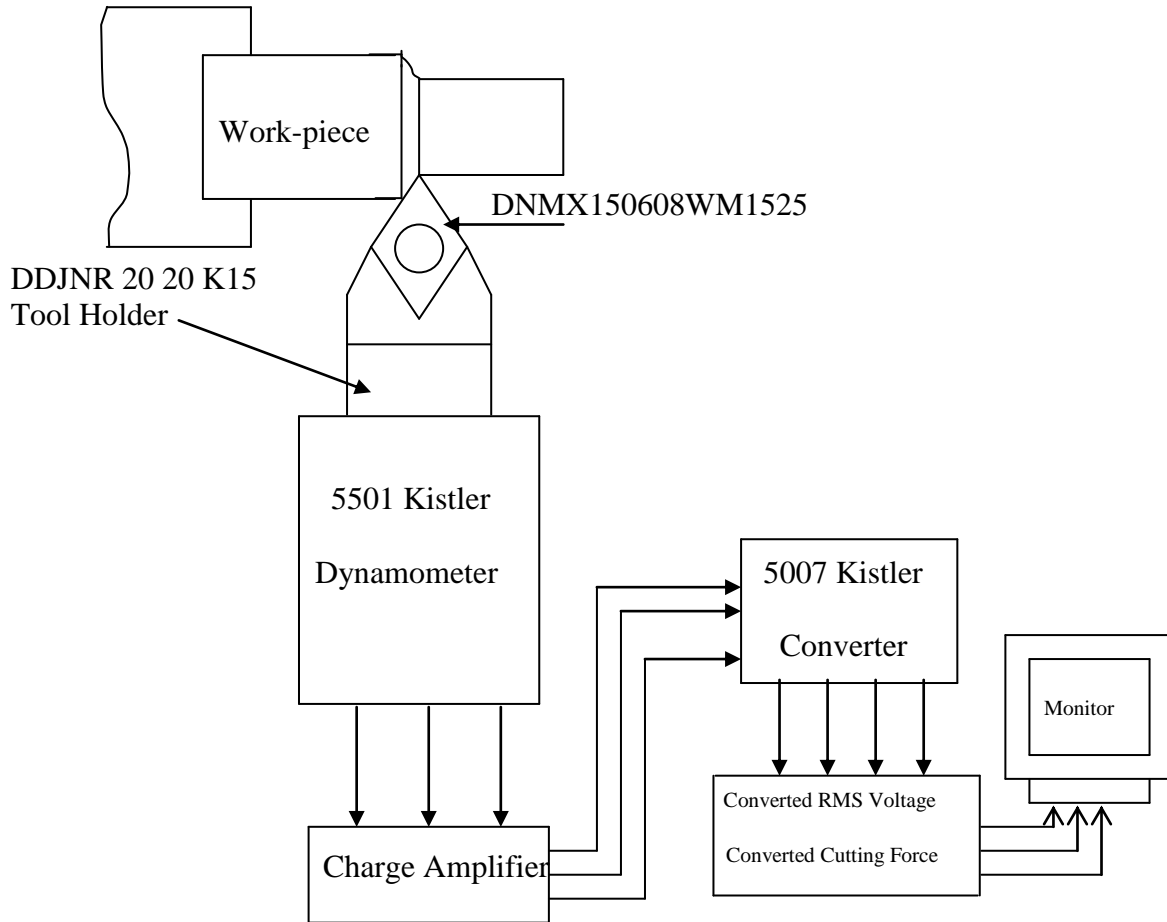 Work-piece
DNMX150608WM1525
DDJNR 20 20 K15
Tool Holder
5501 Kistler
Dynamometer
5007 Kistler
Converter
Monitor
Converted RMS Voltage
Converted Cutting Force
Charge Amplifier